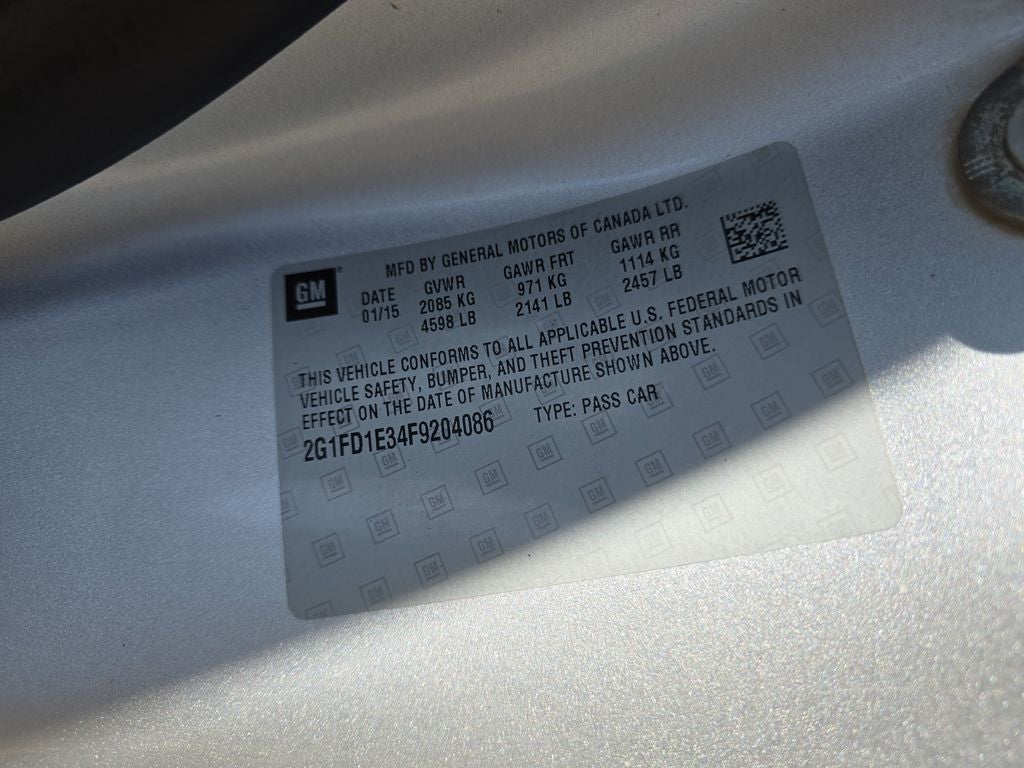 GM
MFD BY GENERAL MOTORS OF CANADA LTD.
DATE GVWR GAWR FRT GAWR RR
01/15 2085 KG 971 KG 1114 KG
4598 LB 2141 LB 2457 LB
THIS VEHICLE CONFORMS TO ALL APPLICABLE U.S. FEDERAL MOTOR
VEHICLE SAFETY, BUMPER, AND THEFT PREVENTION STANDARDS IN
EFFECT ON THE DATE OF MANUFACTURE SHOWN ABOVE.
2G1FD1E34F9204086 TYPE: PASS CAR